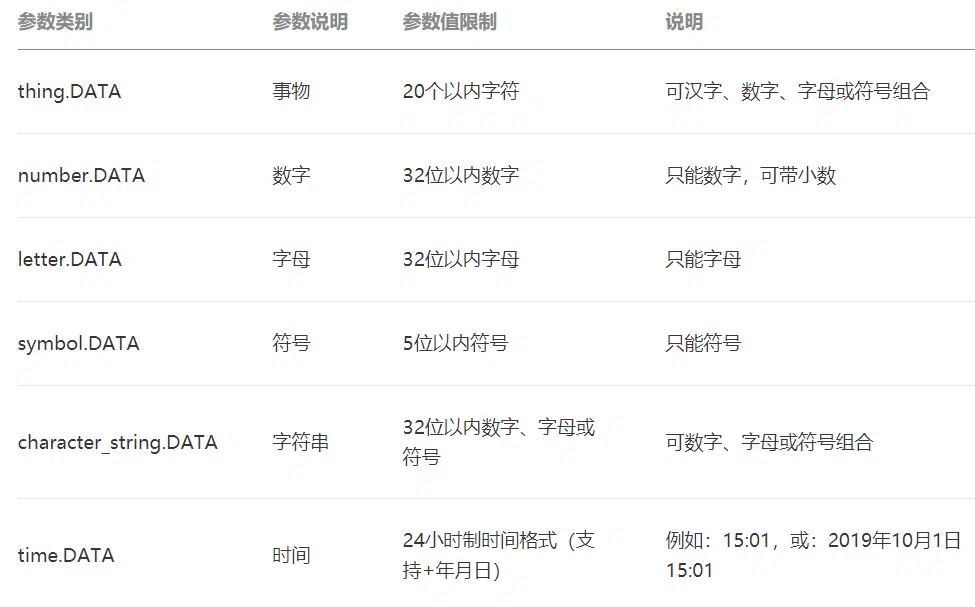 参数类别 参数说明 参数值限制 说明
thing.DATA 事物 20个以内字符 可汉字、数字、字母或符号组合
number.DATA 数字 32位以内数字 只能数字，可带小数
letter.DATA 字母 32位以内字母 只能字母
symbol.DATA 符号 5位以内符号 只能符号
character_string.DATA 字符串 32位以内数字、字母或
符号 可数字、字母或符号组合
time.DATA 时间 24小时制时间格式（支
持+年月日） 例如：15:01，或：2019年10月1日
15:01